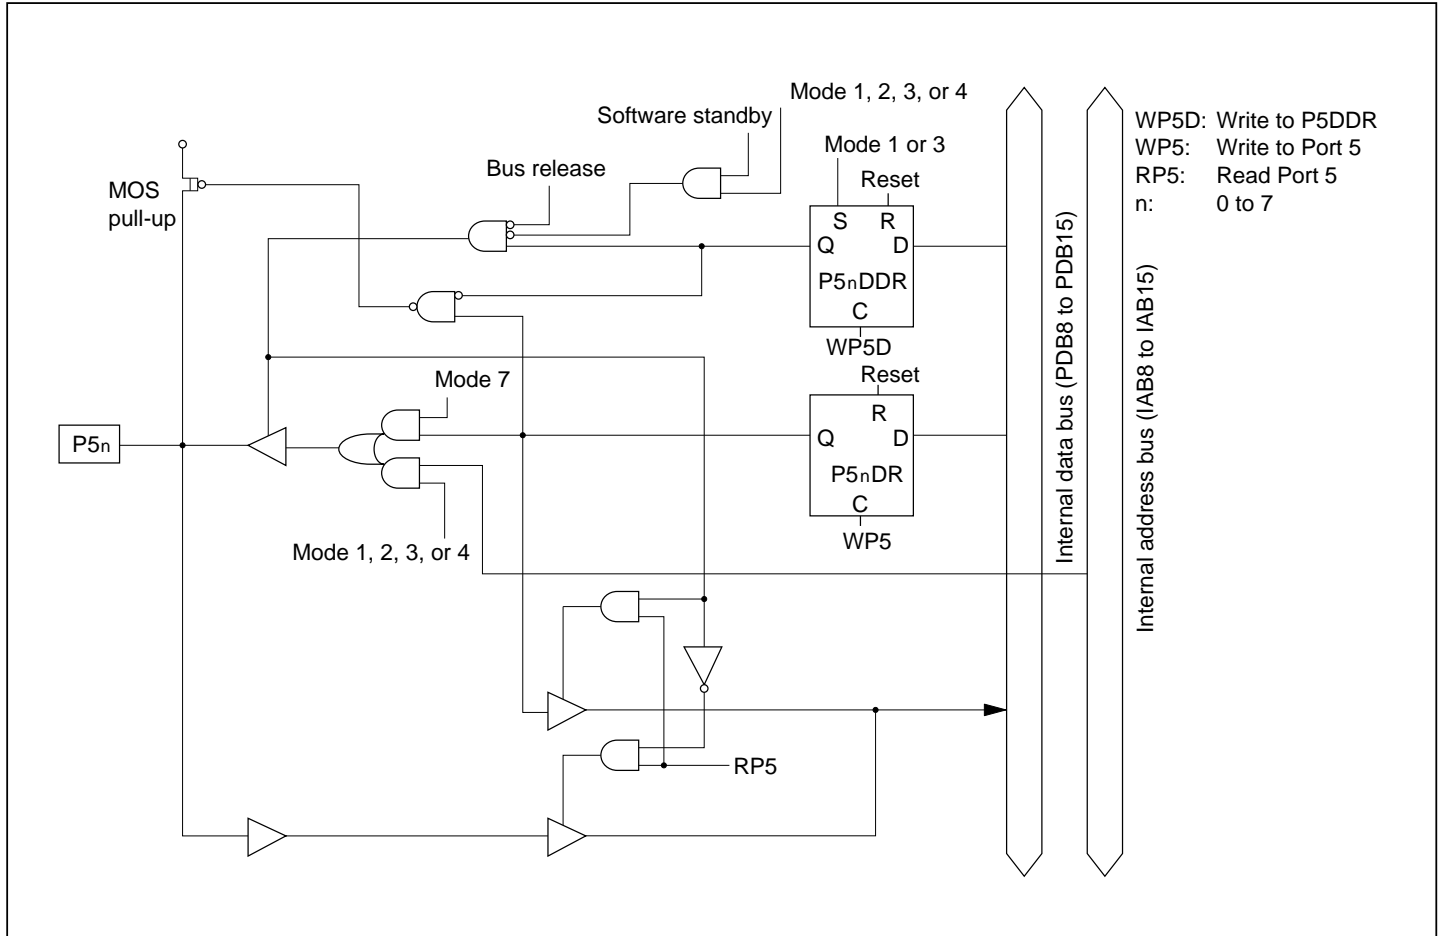 Mode 1, 2, 3, or 4
Software standby
Mode 1 or 3
Bus release
Reset
MOS
pull-up
S R
Q D
P5nDDR
C
WP5D
WP5D: Write to P5DDR
WP5: Write to Port 5
RP5: Read Port 5
n: 0 to 7
Mode 7
Reset
R
Q D
P5nDR
C
WP5
P5n
Mode 1, 2, 3, or 4
RP5
Internal data bus (PDB8 to PDB15)
Internal address bus (IAB8 to IAB15)